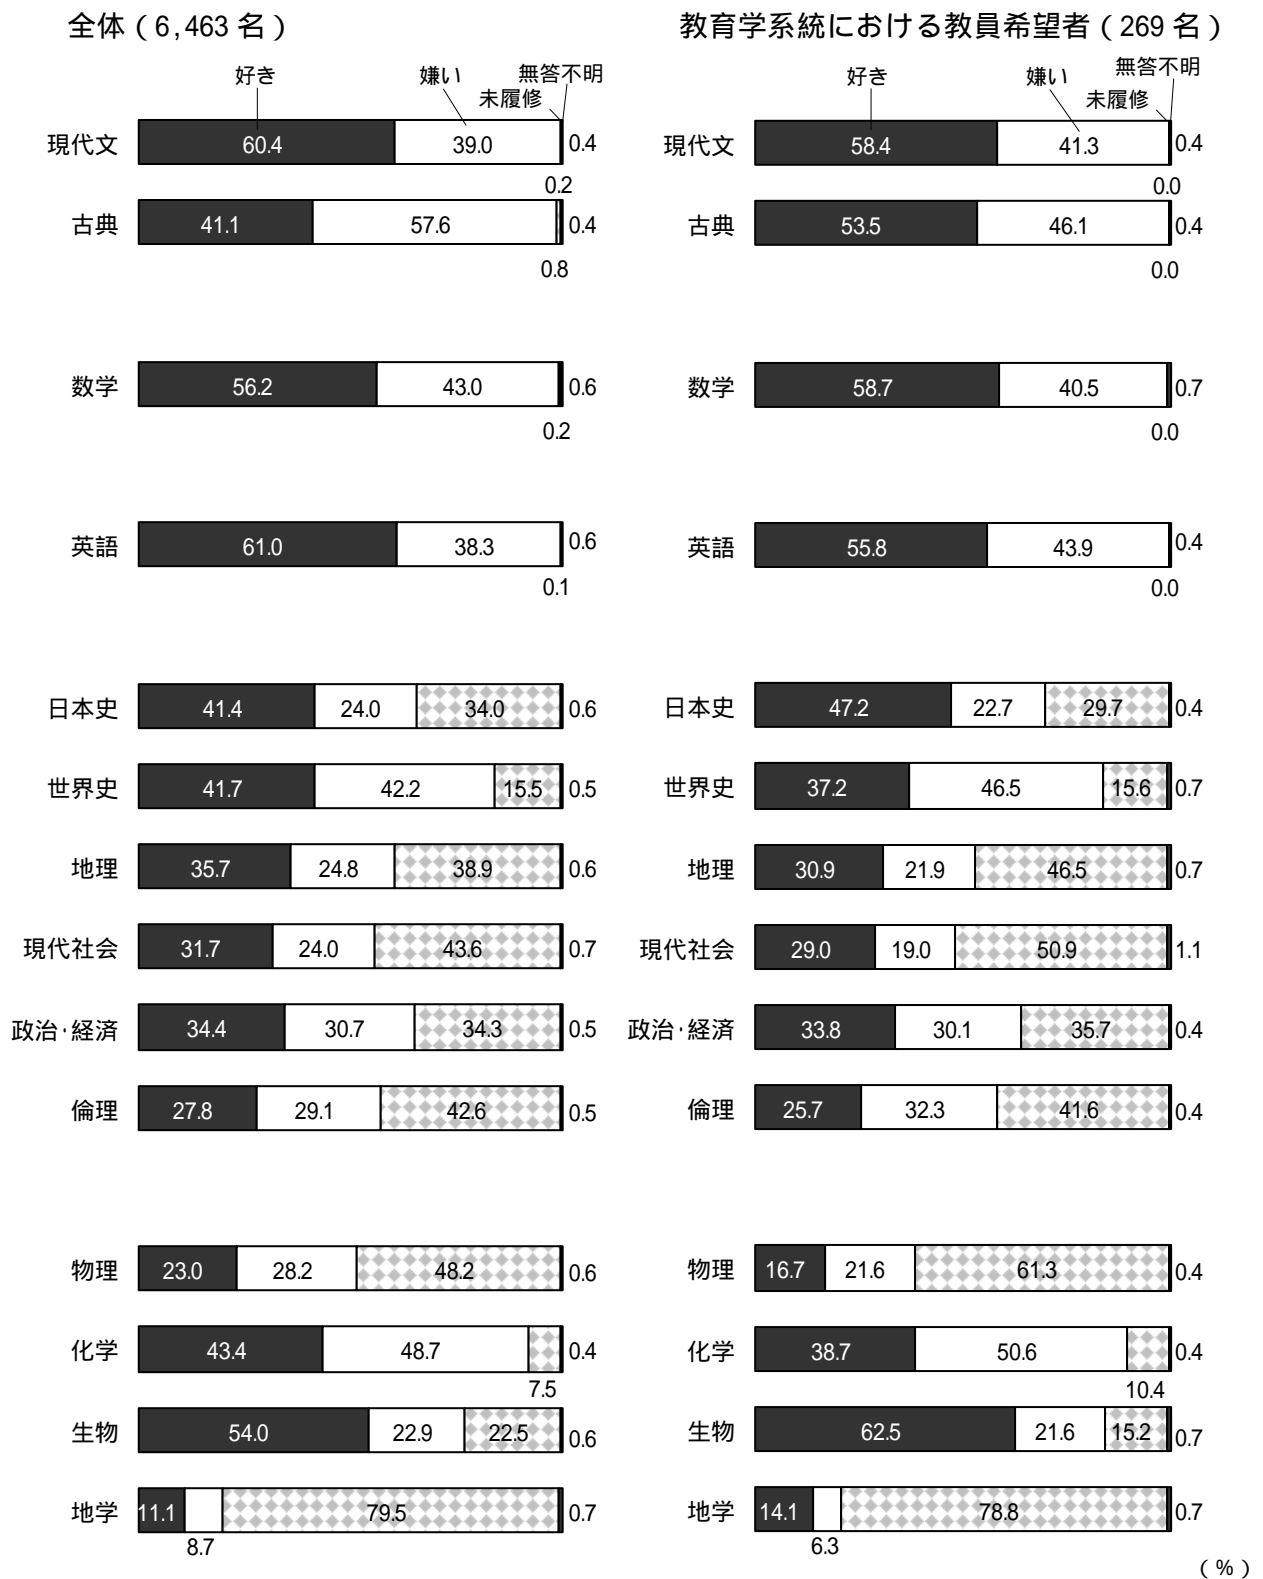 全体（6,463 名）
好き 嫌い 無答不明
未履修
現代文 60.4 39.0 0.4
0.2
古典 41.1 57.6 0.4
0.8
数学 56.2 43.0 0.6
0.2
英語 61.0 38.3 0.6
0.1
日本史 41.4 24.0 34.0 0.6
世界史 41.7 42.2 15.5 0.5
地理 35.7 24.8 38.9 0.6
現代社会 31.7 24.0 43.6 0.7
政治･経済 34.4 30.7 34.3 0.5
倫理 27.8 29.1 42.6 0.5
物理 23.0 28.2 48.2 0.6
化学 43.4 48.7 0.4
7.5
生物 54.0 22.9 22.5 0.6
地学 11.1 79.5 0.7
8.7
教育学系統における教員希望者（269 名）
好き 嫌い 無答不明
未履修
現代文 58.4 41.3 0.4
0.0
古典 53.5 46.1 0.4
0.0
数学 58.7 40.5 0.7
0.0
英語 55.8 43.9 0.4
0.0
日本史 47.2 22.7 29.7 0.4
世界史 37.2 46.5 15.6 0.7
地理 30.9 21.9 46.5 0.7
現代社会 29.0 19.0 50.9 1.1
政治･経済 33.8 30.1 35.7 0.4
倫理 25.7 32.3 41.6 0.4
物理 16.7 21.6 61.3 0.4
化学 38.7 50.6 0.4
10.4
生物 62.5 21.6 15.2 0.7
地学 14.1 78.8 0.7
6.3
（%）